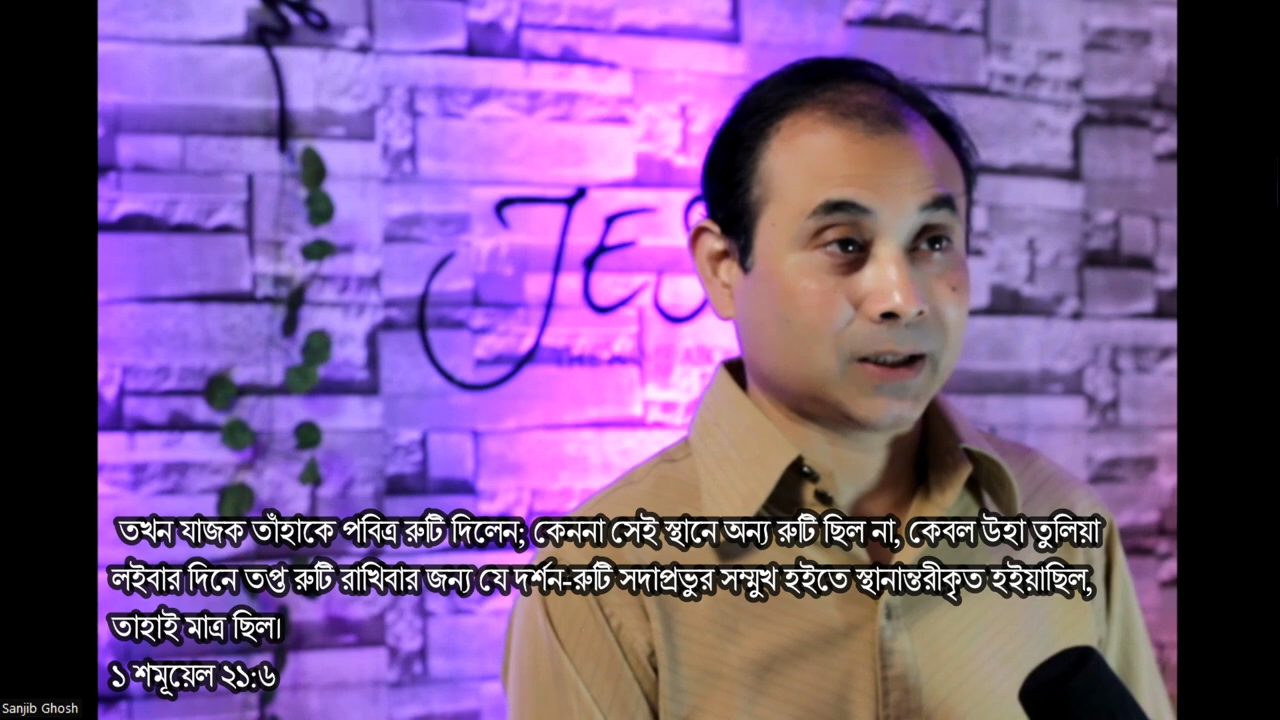 JES
তখন যাজক তাঁহাকে পবিত্র রুটি দিলেন; কেননা সেই স্থানে অন্য রুটি ছিল না, কেবল উহা তুলিয়া
লইবার দিনে তপ্ত রুটি রাখিবার জন্য যে দর্শন-রুটি সদাপ্রভুর সম্মুখ হইতে স্থানান্তরীকৃত হইয়াছিল,
তাহাই মাত্র ছিল।
১ শমূয়েল ২১:৬
Sanjib Ghosh